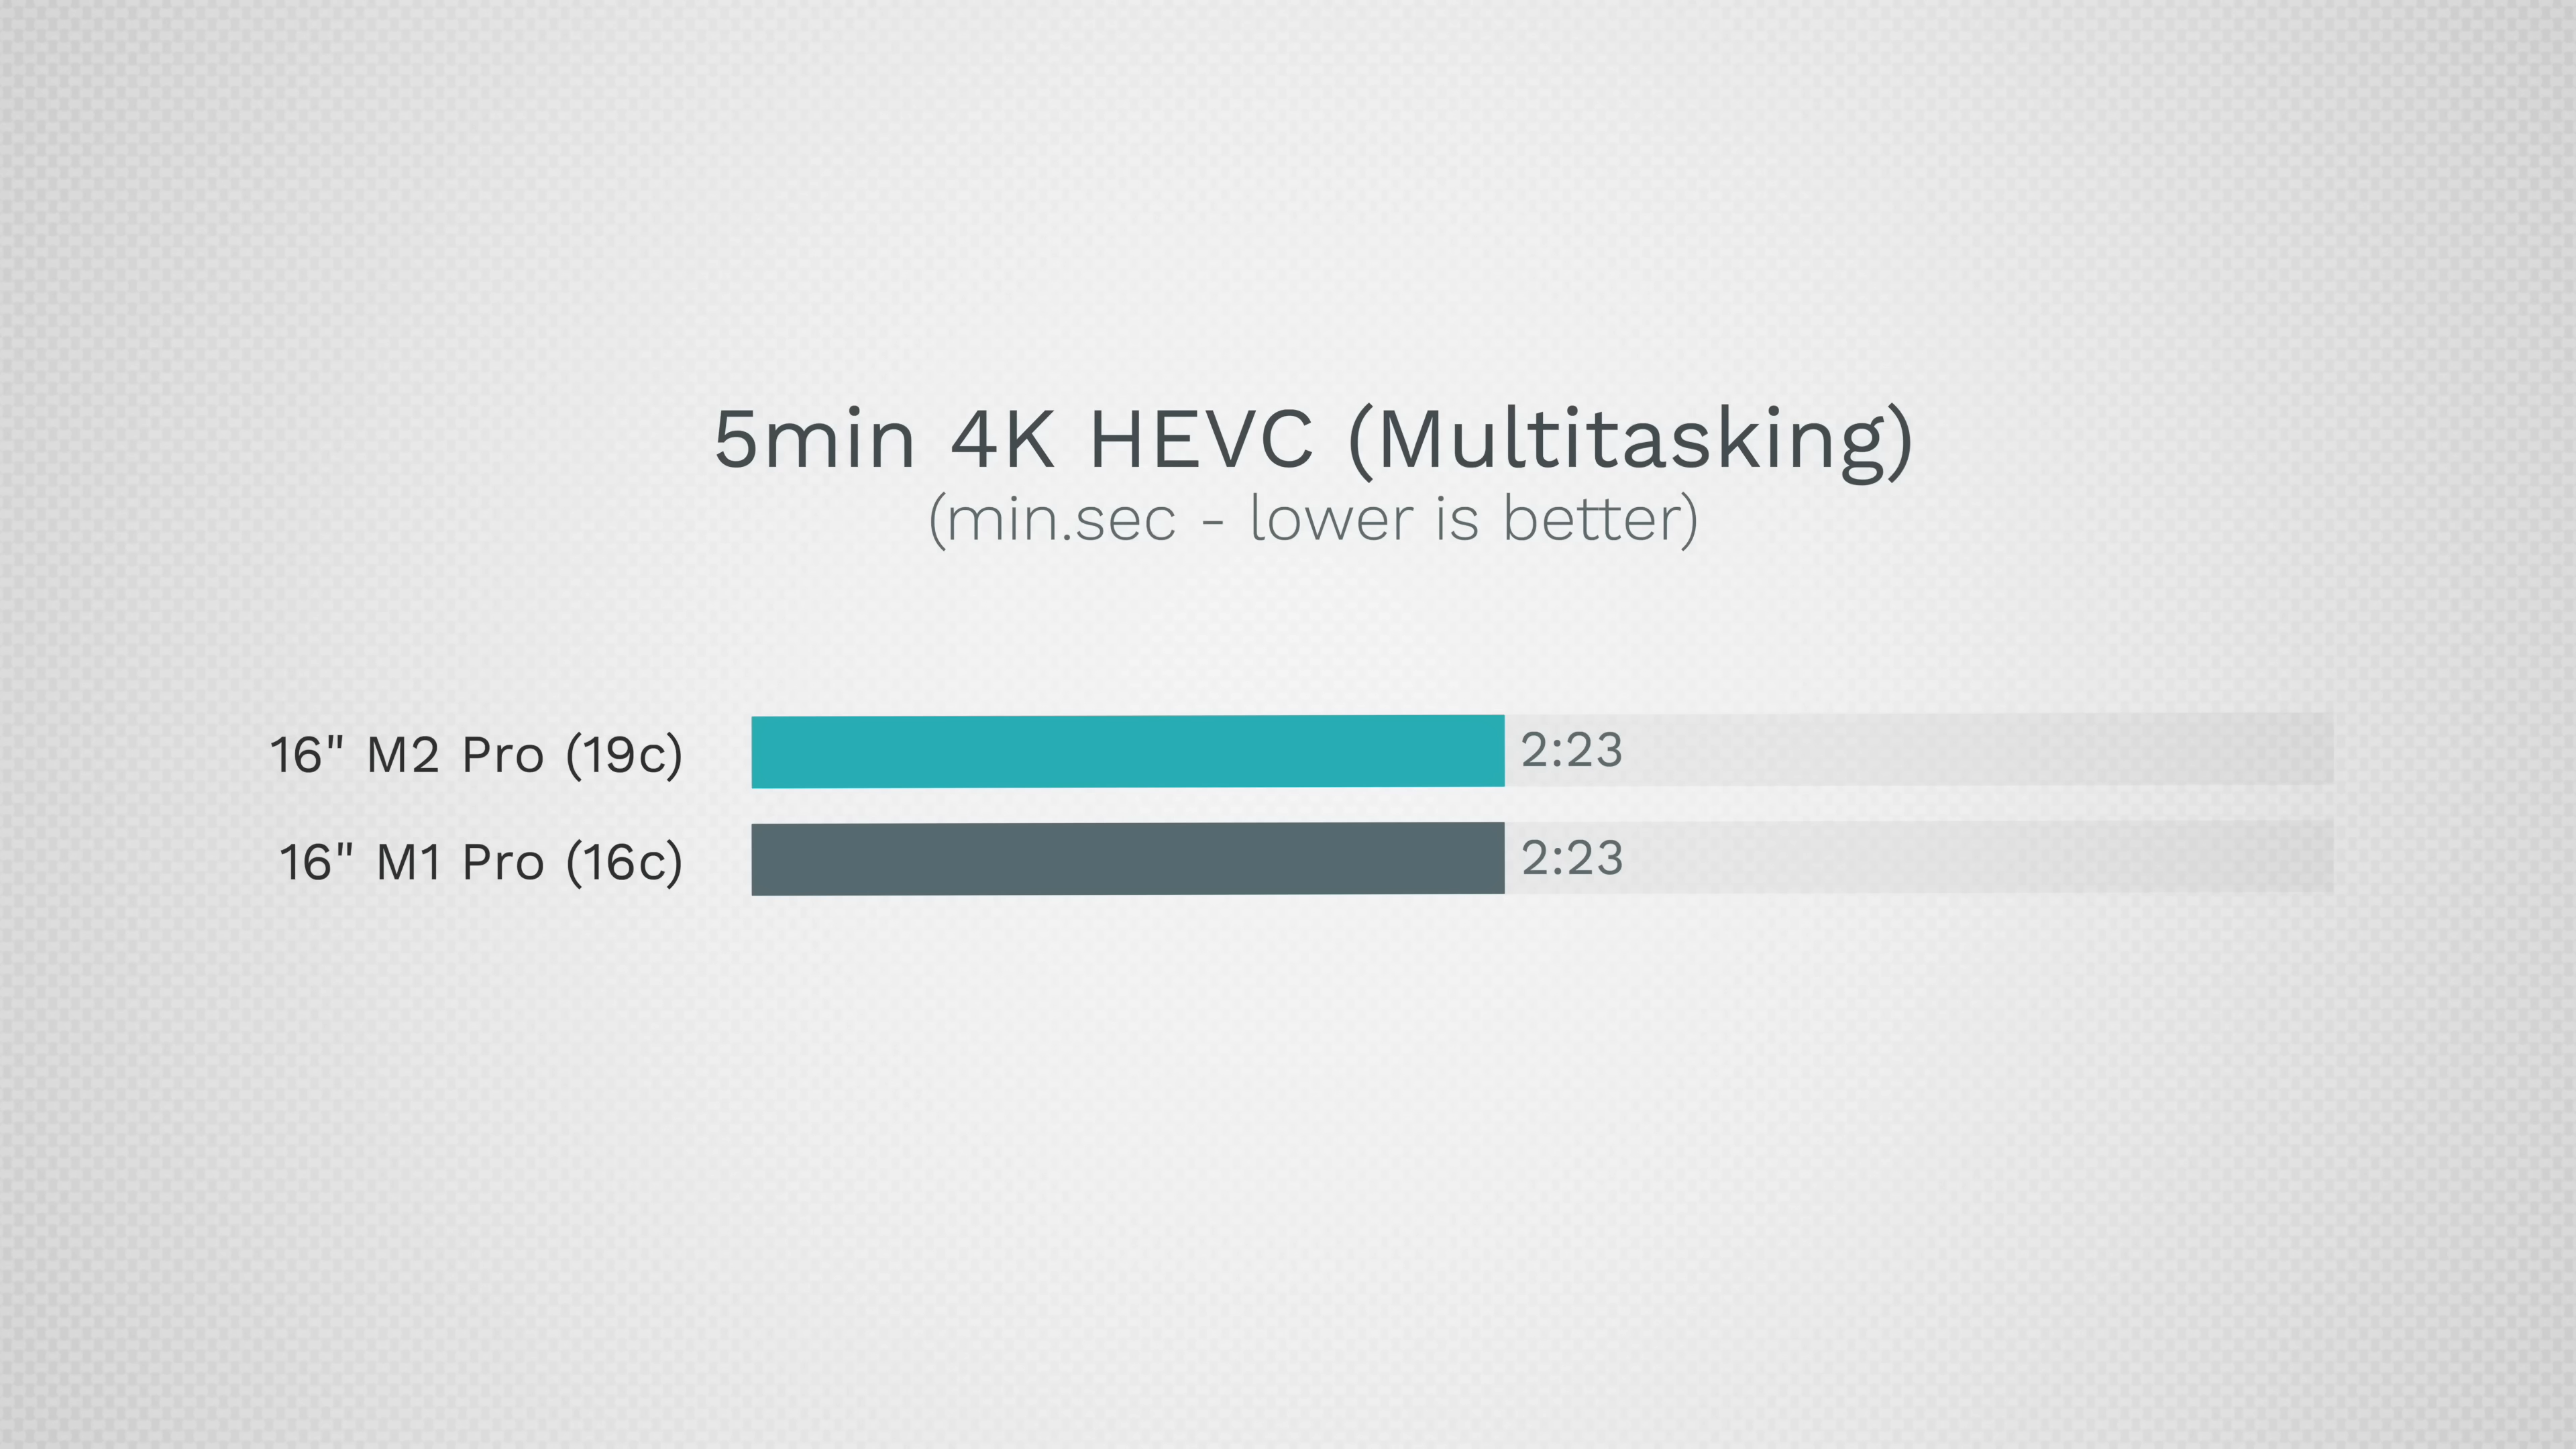 5min 4K HEVC (Multitasking)
(min.sec - lower is better)
16" M2 Pro (19c) 2:23
16" M1 Pro (16c) 2:23